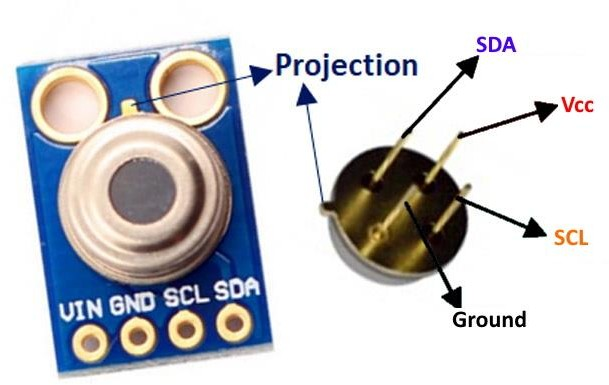 SDA
Projection
Vcc
SCL
VIN GND SCL SDA
Ground